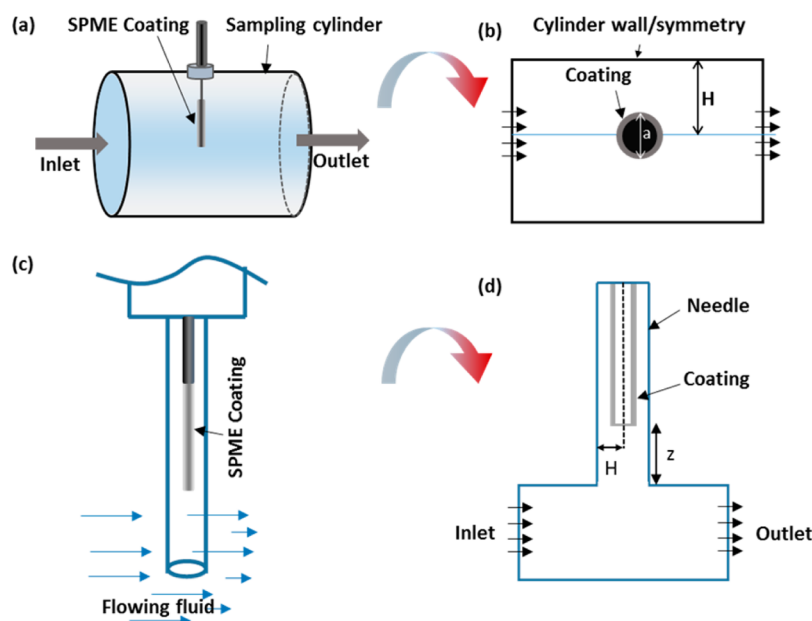 (a)
SPME Coating
Sampling cylinder
Inlet
Outlet
(b)
Cylinder wall/symmetry
Coating
H
a
(c)
SPME Coating
Flowing fluid
(d)
Needle
Coating
H
z
Inlet
Outlet